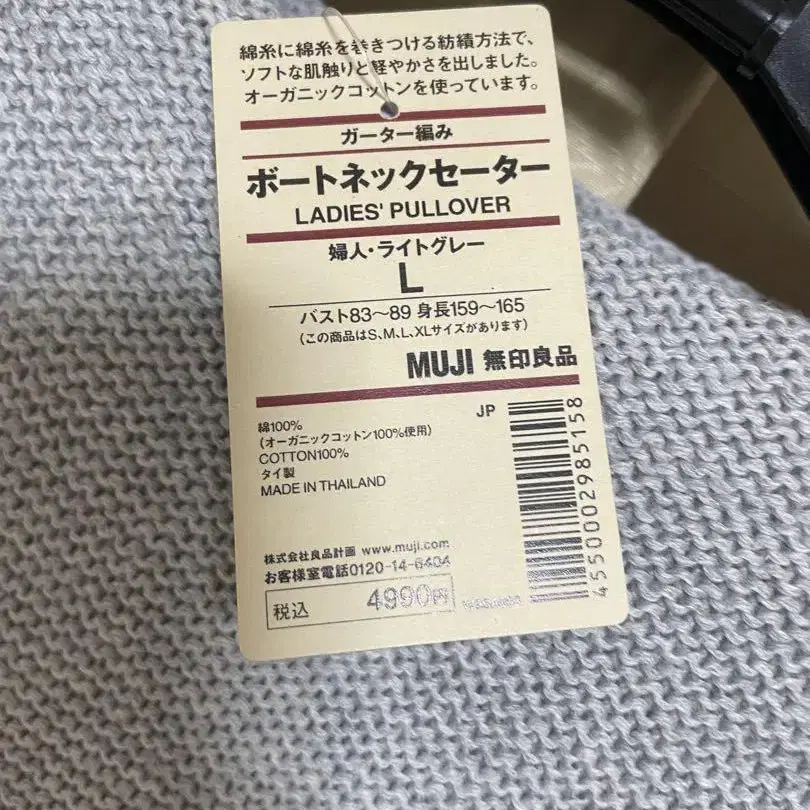 綿糸に綿糸を巻きつける紡績方法で、
ソフトな肌触りと軽やかさを出しました。
オーガニックコットンを使っています。
ガーター編み
ボートネックセーター
LADIES' PULLOVER
婦人・ライトグレー
L
バスト83〜89 身長159〜165
(この商品はS、M、L、XLサイズがあります)
MUJI 無印良品
JP
綿100%
(オーガニックコットン100%使用)
COTTON100%
タイ製
MADE IN THAILAND
株式会社良品計画 www.muji.com
お客様室電話0120-14-6404
税込 4990円
4550002985158